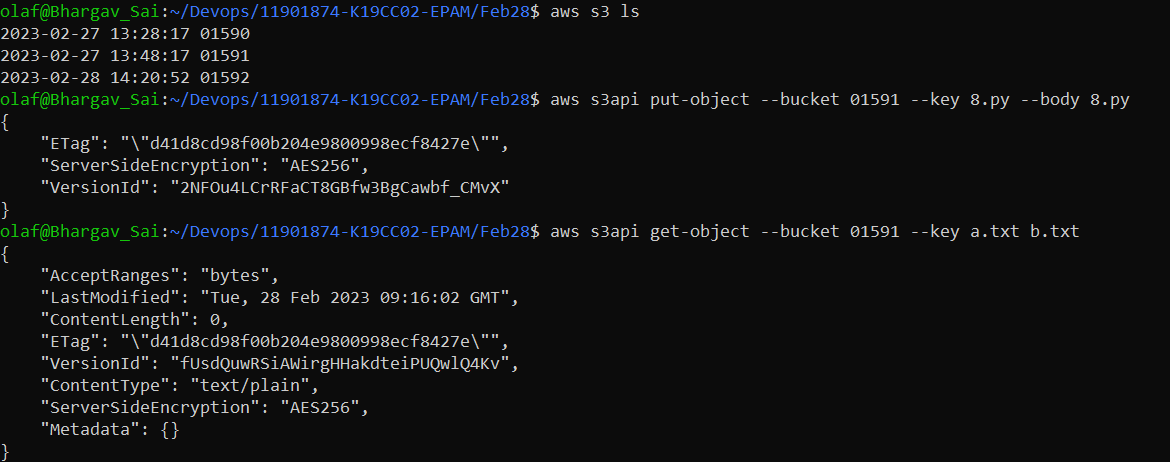 olaf@Bhargav_Sai:~/Devops/11901874-K19CC02-EPAM/Feb28$ aws s3 ls
2023-02-27 13:28:17 01590
2023-02-27 13:48:17 01591
2023-02-28 14:20:52 01592
olaf@Bhargav_Sai:~/Devops/11901874-K19CC02-EPAM/Feb28$ aws s3api put-object --bucket 01591 --key 8.py --body 8.py
{
    "ETag": "\"d41d8cd98f00b204e9800998ecf8427e\"",
    "ServerSideEncryption": "AES256",
    "VersionId": "2NFOu4LCrRFaCT8GBfw3BgCawbf_CMvX"
}
olaf@Bhargav_Sai:~/Devops/11901874-K19CC02-EPAM/Feb28$ aws s3api get-object --bucket 01591 --key a.txt b.txt
{
    "AcceptRanges": "bytes",
    "LastModified": "Tue, 28 Feb 2023 09:16:02 GMT",
    "ContentLength": 0,
    "ETag": "\"d41d8cd98f00b204e9800998ecf8427e\"",
    "VersionId": "fUsdQuwRSiAWirgHHakdteiPUQwlQ4Kv",
    "ContentType": "text/plain",
    "ServerSideEncryption": "AES256",
    "Metadata": {}
}